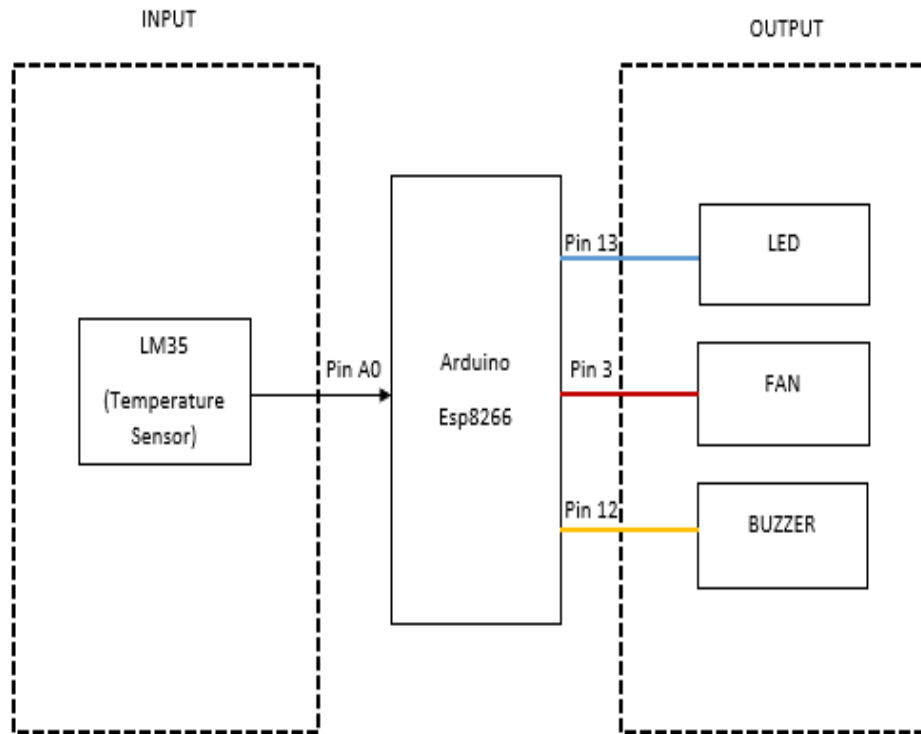 INPUT
OUTPUT
LM35
(Temperature
Sensor)
Pin A0
Arduino
Esp8266
Pin 13
LED
Pin 3
FAN
Pin 12
BUZZER